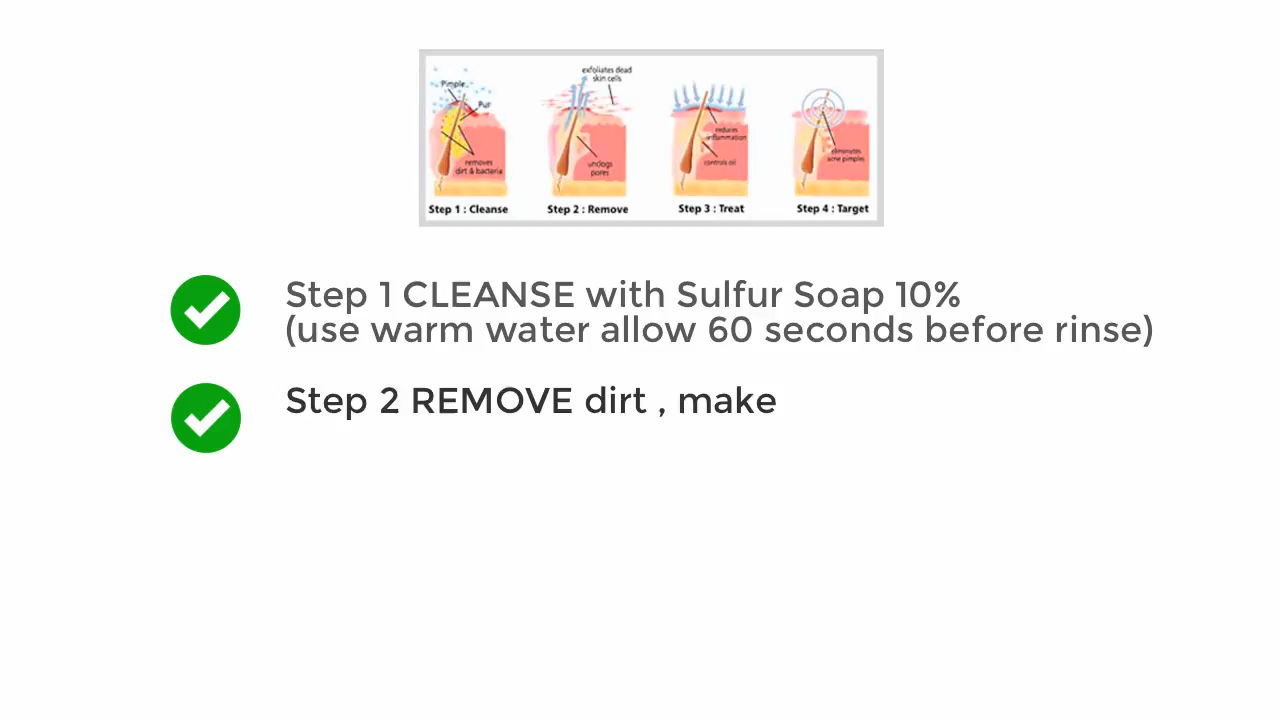 Pimple
Pus
removes
dirt & bacteria
Step 1 : Cleanse
exfoliates dead
skin cells
unclogs
pores
Step 2 : Remove
reduces
inflammation
controls oil
Step 3 : Treat
eliminates
acne pimples
Step 4 : Target
Step 1 CLEANSE with Sulfur Soap 10%
(use warm water allow 60 seconds before rinse)
Step 2 REMOVE dirt , make